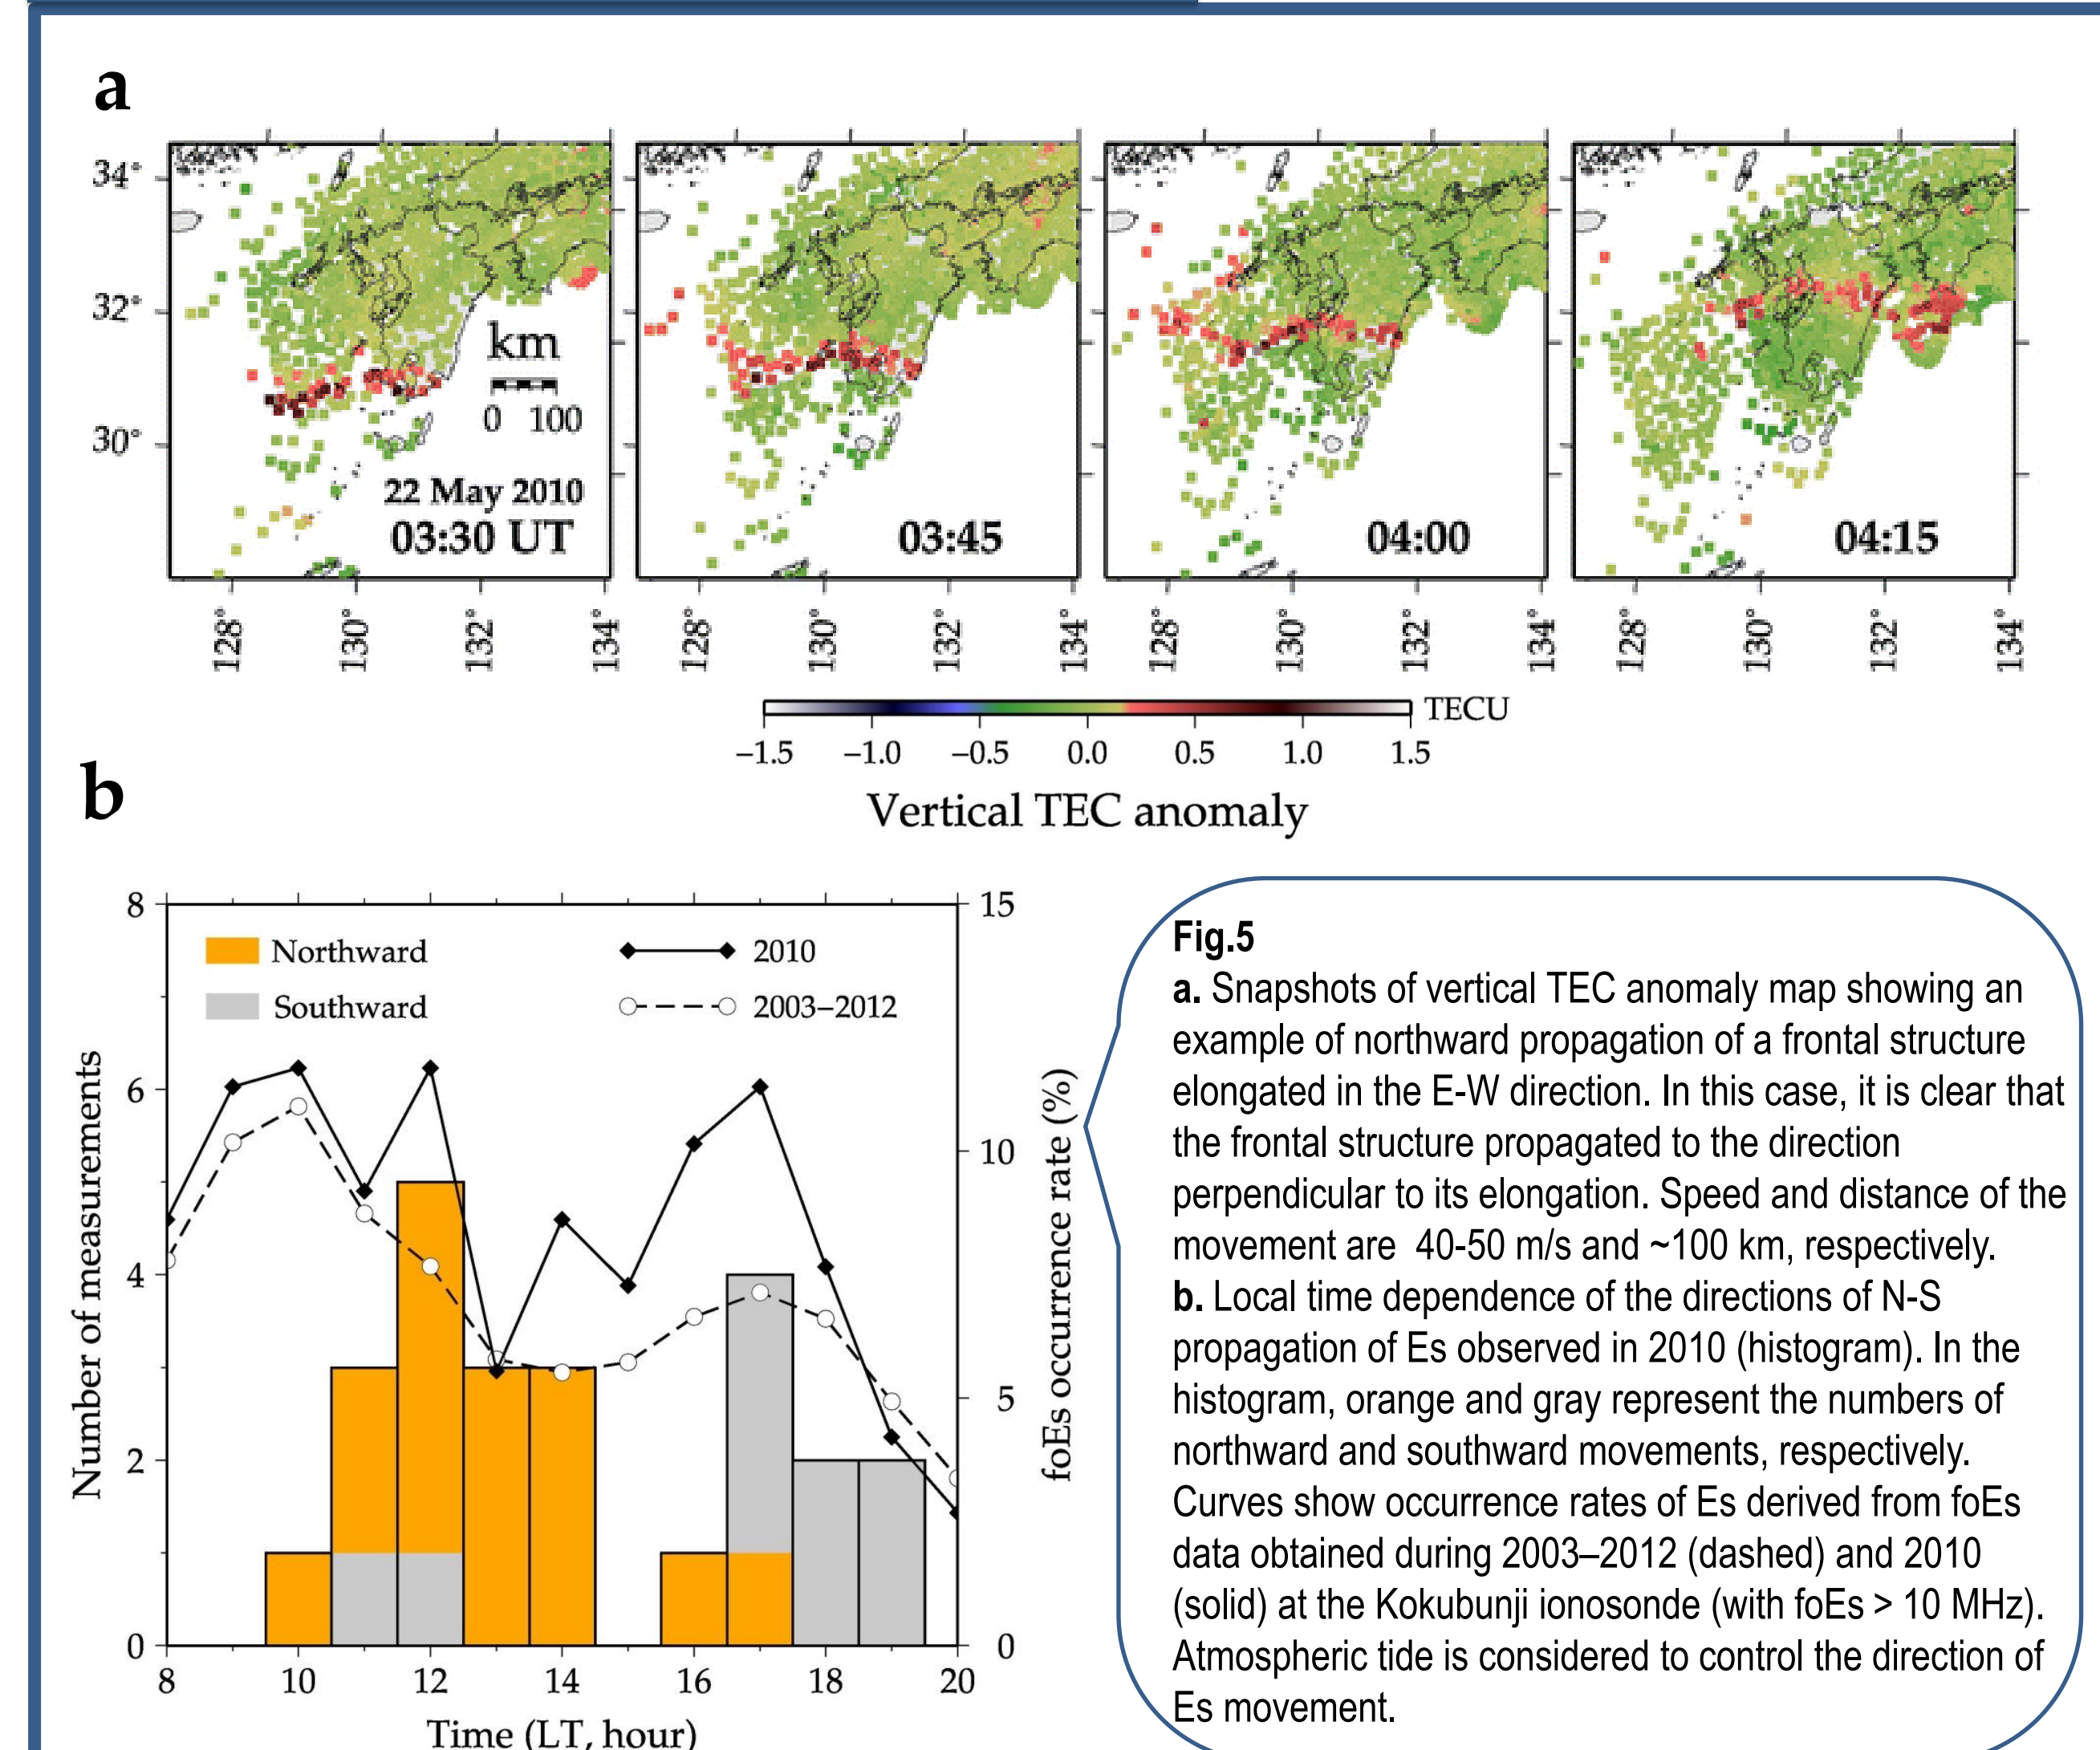 a
34°
32°
30°
km
0 100
22 May 2010
03:30 UT
03:45
04:00
04:15
128° 130° 132° 134° 128° 130° 132° 134° 128° 130° 132° 134° 128° 130° 132° 134°
TECU
−1.5 −1.0 −0.5 0.0 0.5 1.0 1.5
Vertical TEC anomaly
b
8
6
4
2
0
Number of measurements
Northward
Southward
2010
2003–2012
15
10
5
0
foEs occurrence rate (%)
8 10 12 14 16 18 20
Time (LT, hour)
Fig.5
a. Snapshots of vertical TEC anomaly map showing an
example of northward propagation of a frontal structure
elongated in the E-W direction. In this case, it is clear that
the frontal structure propagated to the direction
perpendicular to its elongation. Speed and distance of the
movement are 40-50 m/s and ~100 km, respectively.
b. Local time dependence of the directions of N-S
propagation of Es observed in 2010 (histogram). In the
histogram, orange and gray represent the numbers of
northward and southward movements, respectively.
Curves show occurrence rates of Es derived from foEs
data obtained during 2003–2012 (dashed) and 2010
(solid) at the Kokubunji ionosonde (with foEs > 10 MHz).
Atmospheric tide is considered to control the direction of
Es movement.